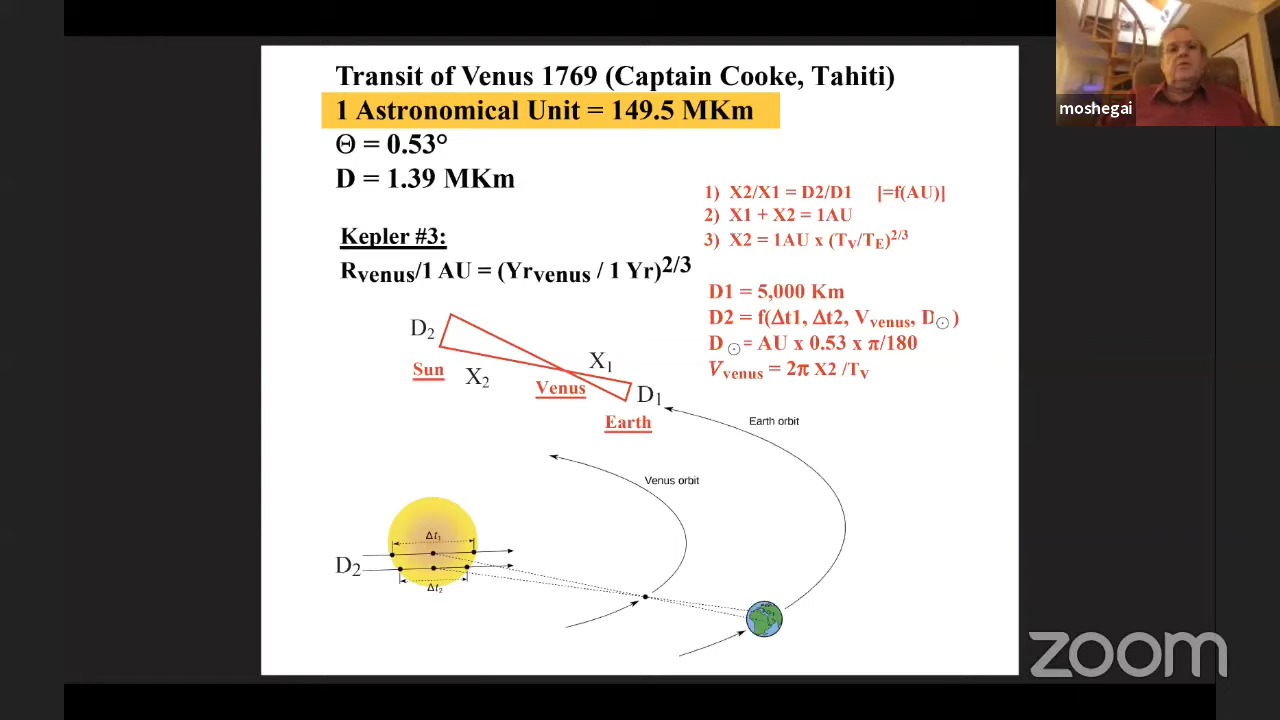 Transit of Venus 1769 (Captain Cooke, Tahiti)
1 Astronomical Unit = 149.5 MKm
Θ = 0.53°
D = 1.39 MKm
Kepler #3:
Rvenus/1 AU = (Yrvenus / 1 Yr)^2/3
1) X2/X1 = D2/D1 [=f(AU)]
2) X1 + X2 = 1AU
3) X2 = 1AU x (TV/TE)^2/3
D1 = 5,000 Km
D2 = f(Δt1, Δt2, Vvenus, D☉)
D☉ = AU x 0.53 x π/180
Vvenus = 2π X2 /TV
D2
Sun
X2
X1
Venus
D1
Earth
Earth orbit
Venus orbit
Δt1
D2
Δt2
moshegai
zoom